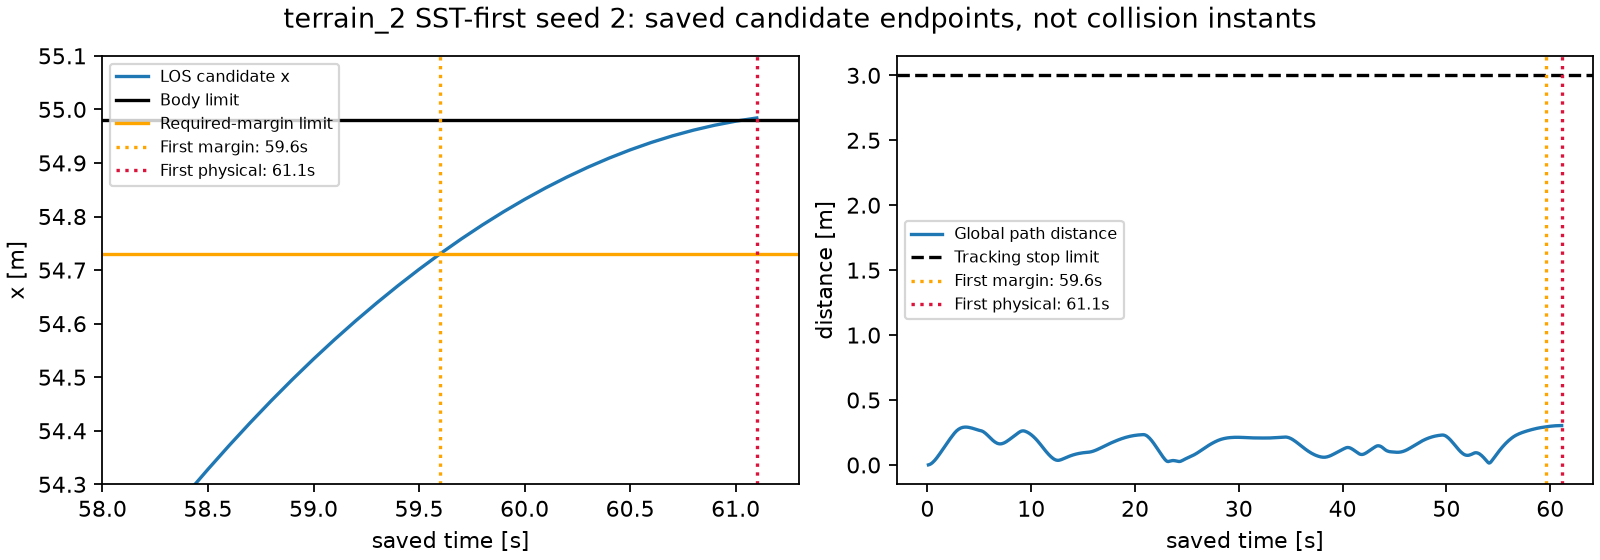 terrain_2 SST-first seed 2: saved candidate endpoints, not collision instants
55.1
55.0
54.9
54.8
54.7
54.6
54.5
54.4
54.3
x [m]
LOS candidate x
Body limit
Required-margin limit
First margin: 59.6s
First physical: 61.1s
58.0 58.5 59.0 59.5 60.0 60.5 61.0
saved time [s]
3.0
2.5
2.0
1.5
1.0
0.5
0.0
distance [m]
Global path distance
Tracking stop limit
First margin: 59.6s
First physical: 61.1s
0 10 20 30 40 50 60
saved time [s]